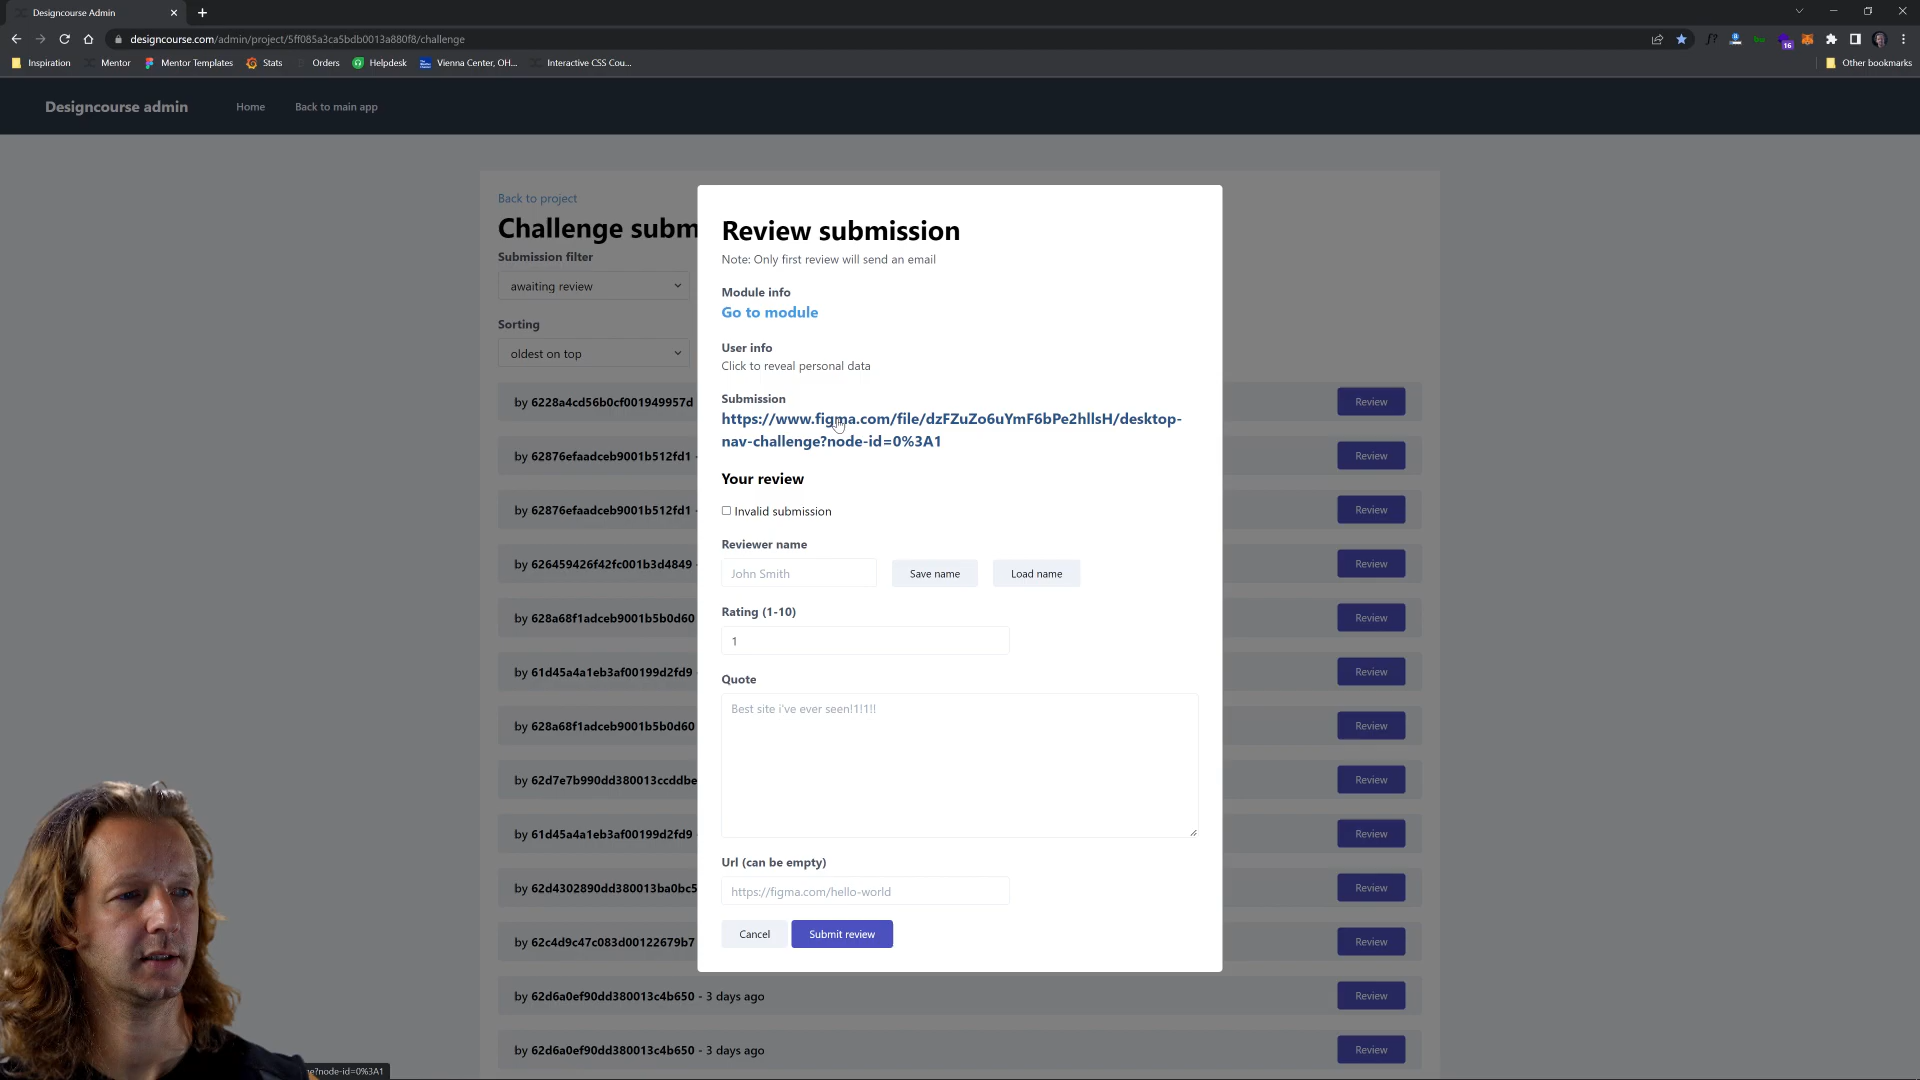 Designcourse Admin
designcourse.com/admin/project/5ff085a3ca5bdb0013a880f8/challenge
16
Inspiration
Mentor
Mentor Templates
Stats
Orders
Helpdesk
Vienna Center, OH...
Interactive CSS Cou...
Other bookmarks
Designcourse admin
Home
Back to main app
Back to project
Challenge subm
Submission filter
awaiting review
Sorting
oldest on top
by 6228a4cd56b0cf001949957d
Review
by 62876efaadceb9001b512fd1 -
Review
by 62876efaadceb9001b512fd1 -
Review
by 626459426f42fc001b3d4849 -
Review
by 628a68f1adceb9001b5b0d60
Review
by 61d45a4a1eb3af00199d2fd9 -
Review
by 628a68f1adceb9001b5b0d60
Review
by 62d7e7b990dd380013ccddbe
Review
by 61d45a4a1eb3af00199d2fd9 -
Review
by 62d4302890dd380013ba0bc5
Review
by 62c4d9c47c083d00122679b7
Review
by 62d6a0ef90dd380013c4b650 - 3 days ago
Review
by 62d6a0ef90dd380013c4b650 - 3 days ago
Review
Review submission
Note: Only first review will send an email
Module info
Go to module
User info
Click to reveal personal data
Submission
https://www.figma.com/file/dzFZuZo6uYmF6bPe2hllsH/desktop-
nav-challenge?node-id=0%3A1
Your review
Invalid submission
Reviewer name
John Smith
Save name
Load name
Rating (1-10)
1
Quote
Best site i've ever seen!1!1!!
Url (can be empty)
https://figma.com/hello-world
Cancel
Submit review
e?node-id=0%3A1